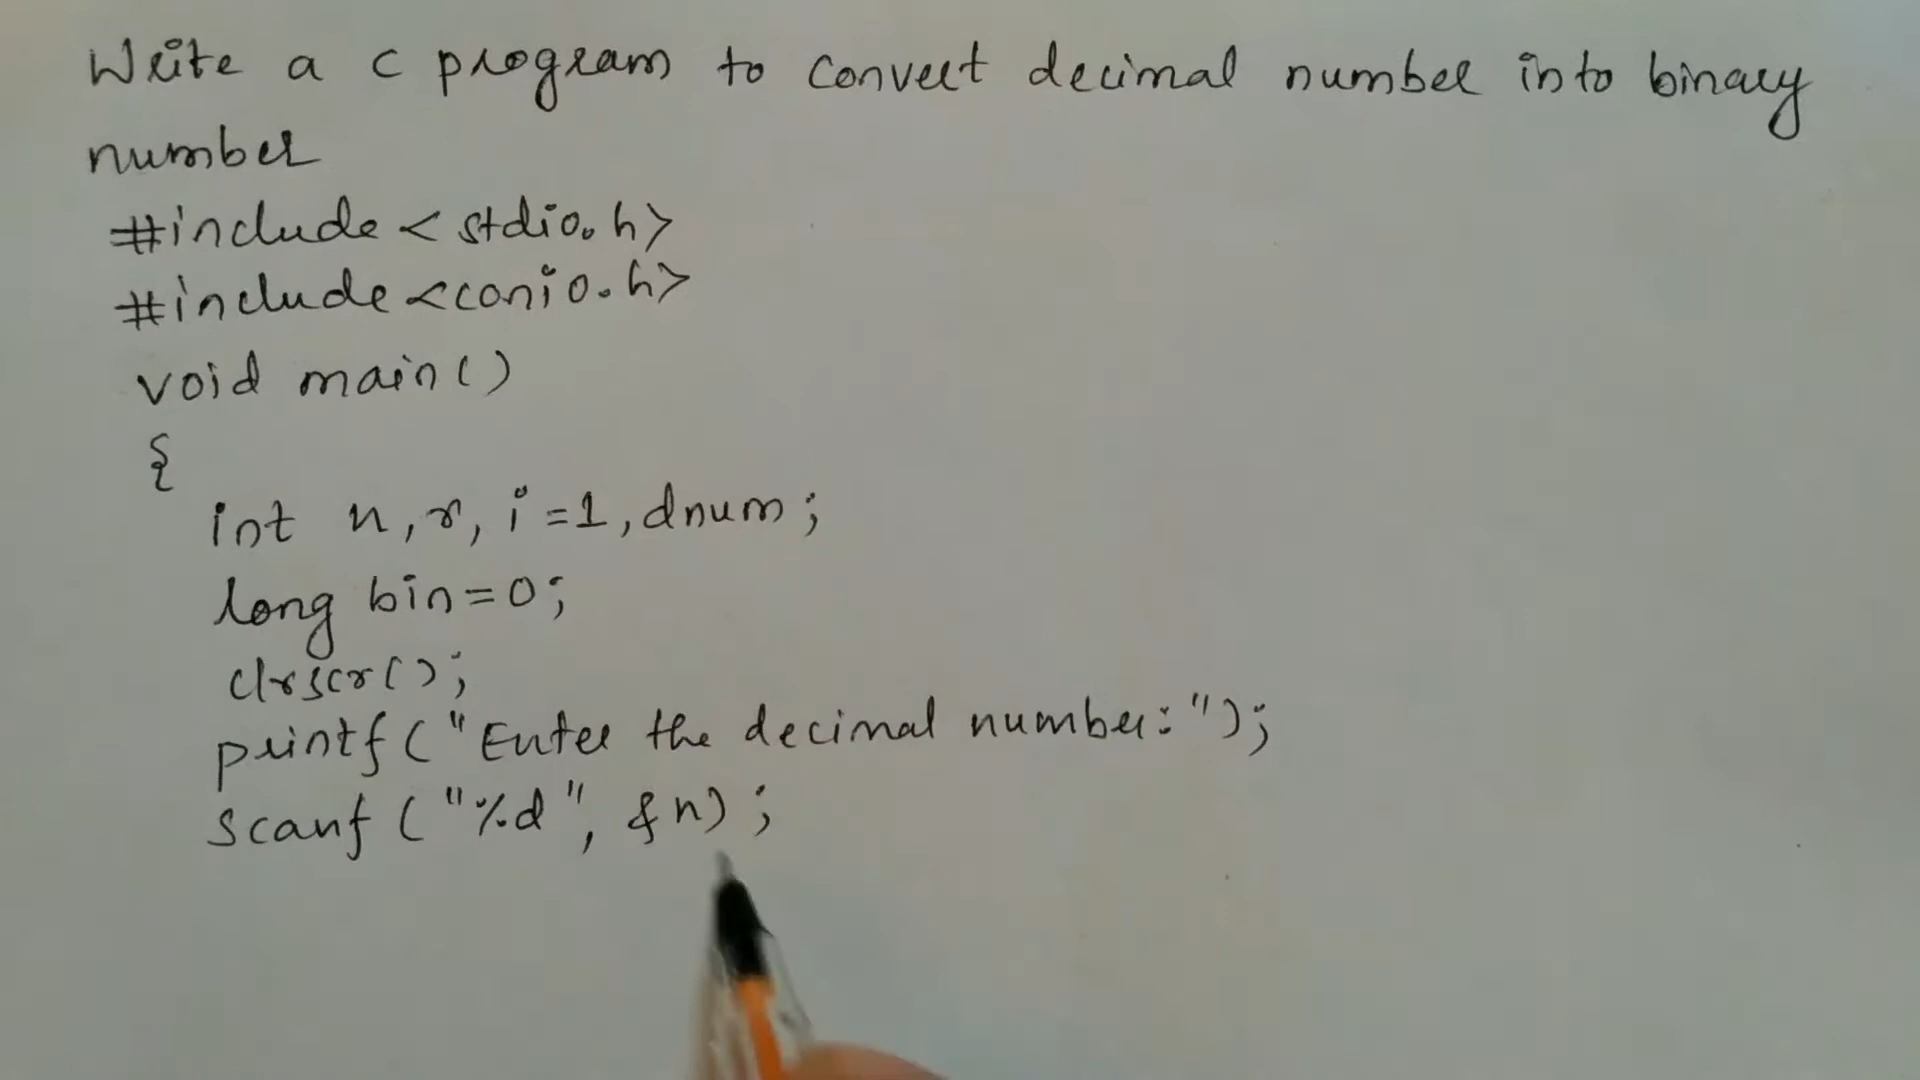 Write a c program to convert decimal number into binary
number
#include<stdio.h>
#include<conio.h>
void main()
{
int n,r, i=1, dnum;
long bin=0;
clrscr();
printf("Enter the decimal number:");
scanf("%d", &n);